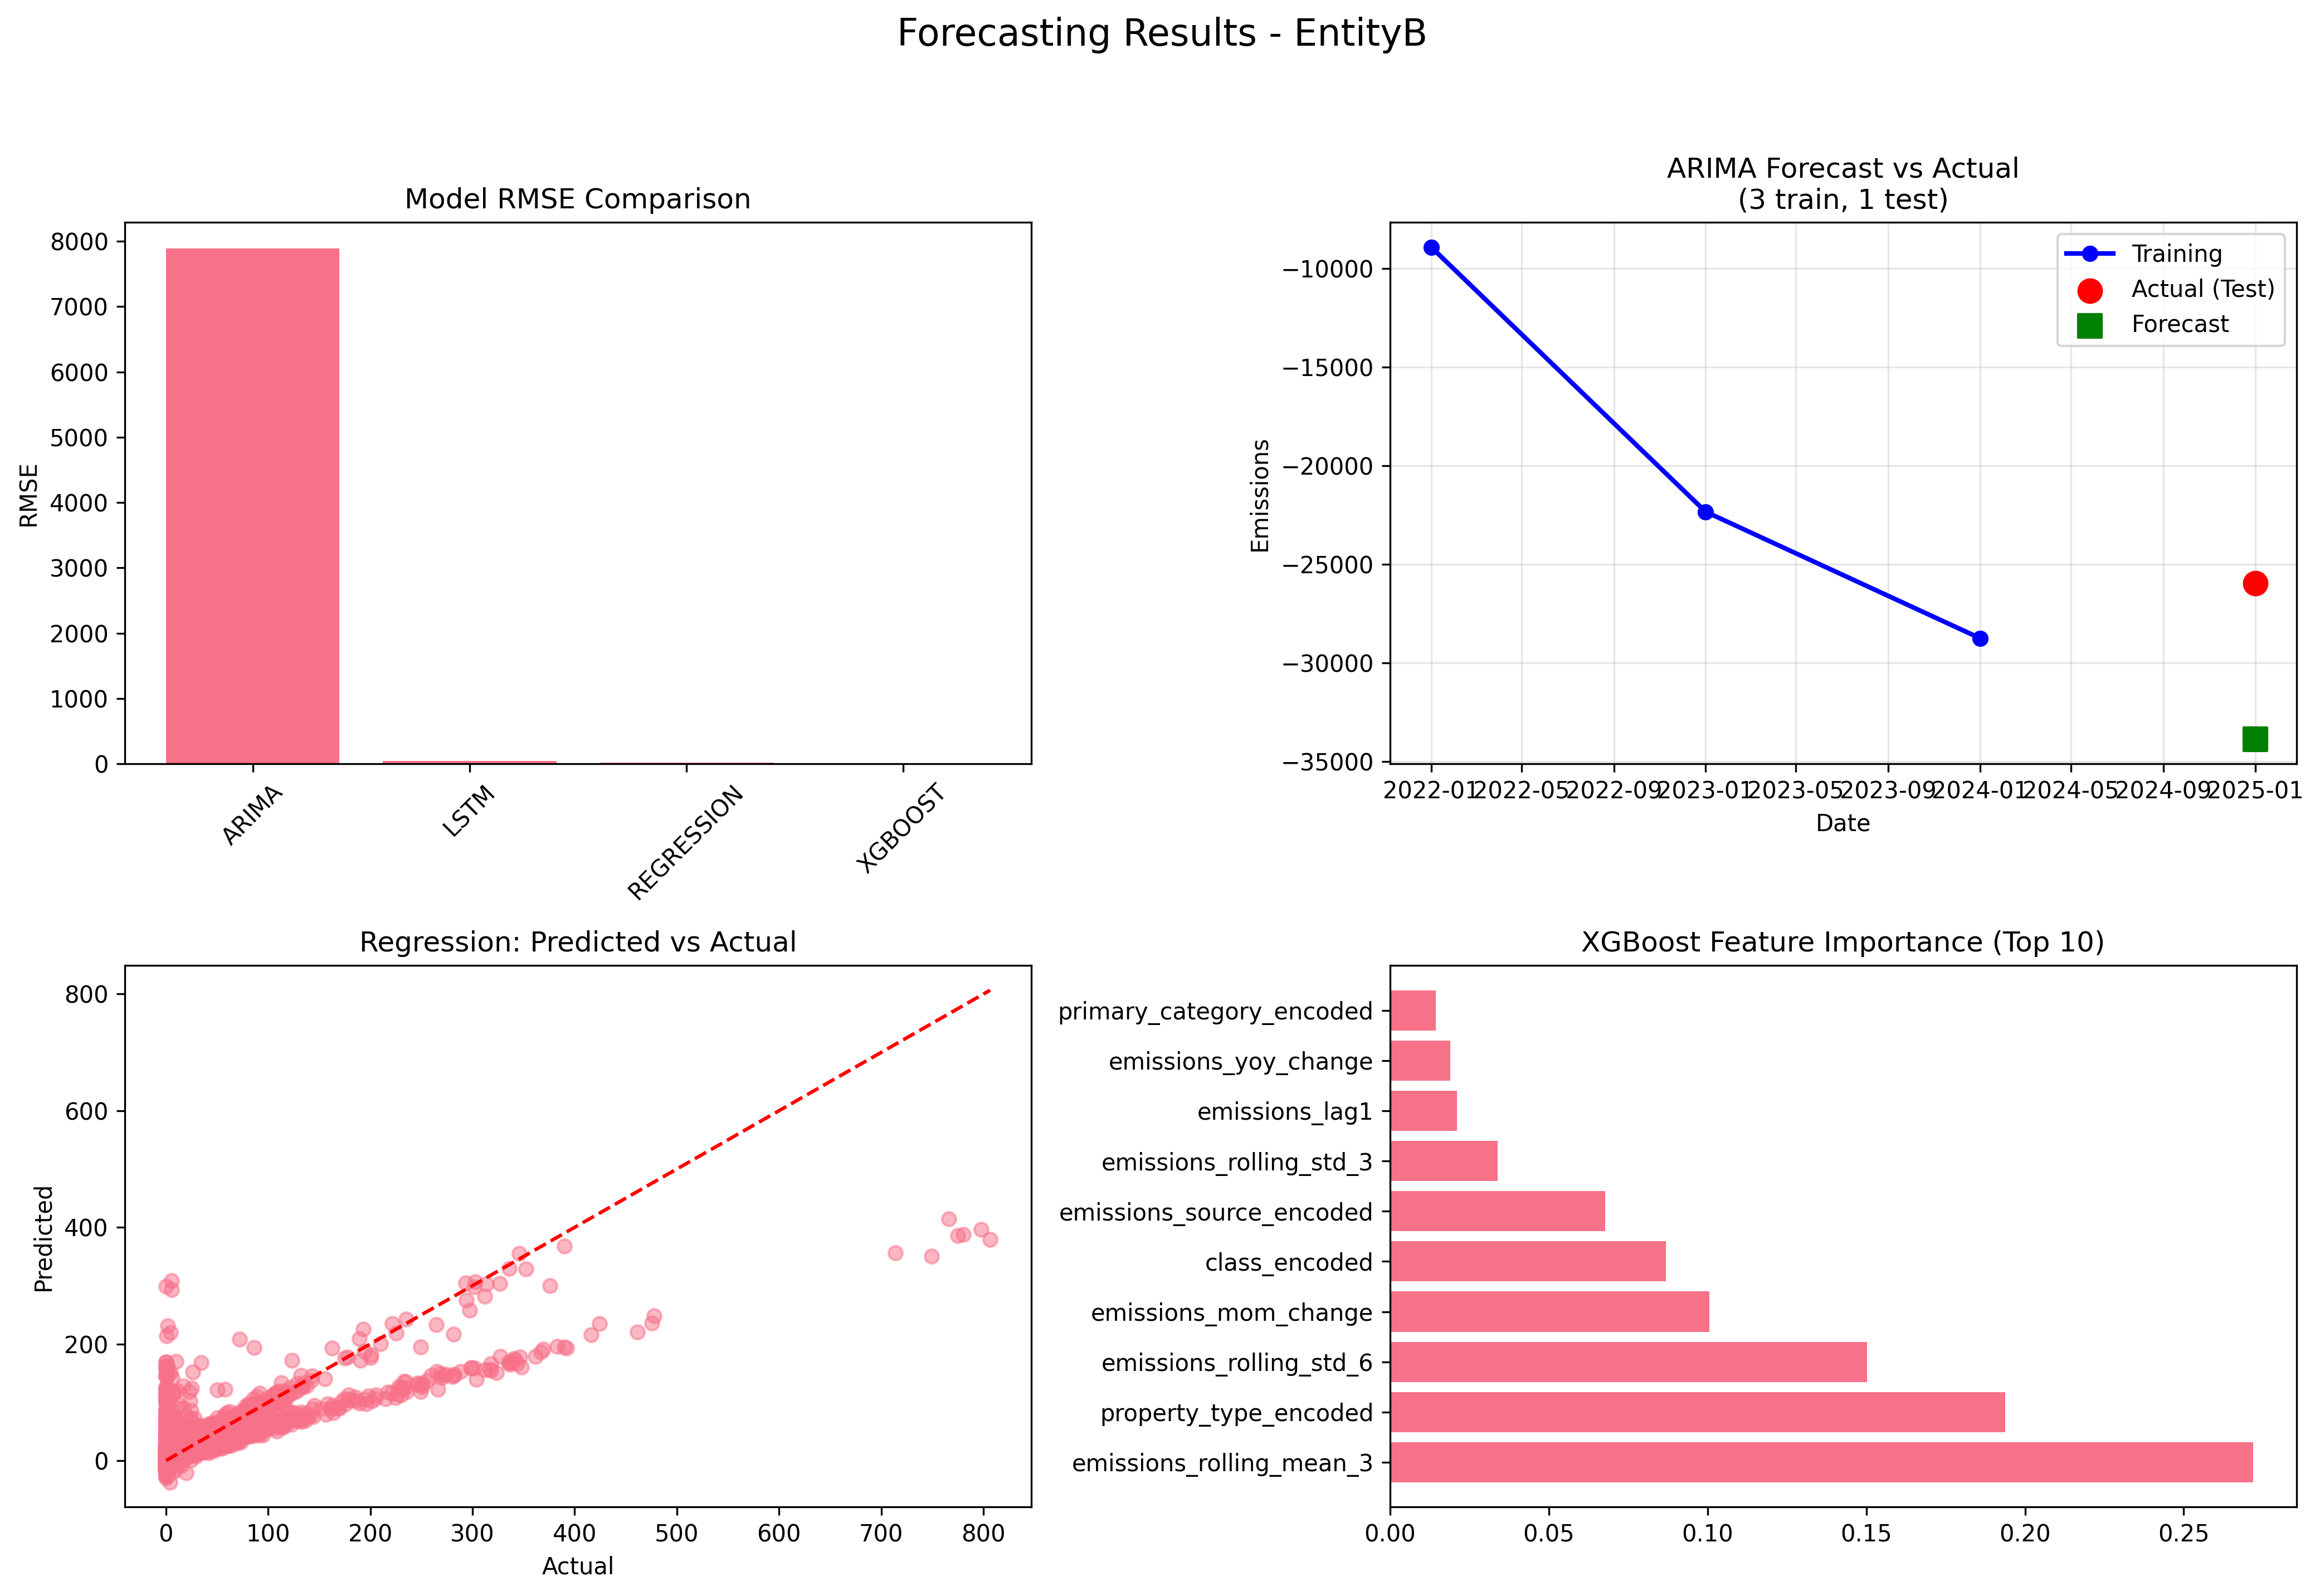 Forecasting Results - EntityB
Model RMSE Comparison
RMSE
8000
7000
6000
5000
4000
3000
2000
1000
0
ARIMA
LSTM
REGRESSION
XGBOOST
ARIMA Forecast vs Actual
(3 train, 1 test)
Emissions
−10000
−15000
−20000
−25000
−30000
−35000
Training
Actual (Test)
Forecast
2022-01
2022-05
2022-09
2023-01
2023-05
2023-09
2024-01
2024-05
2024-09
2025-01
Date
Regression: Predicted vs Actual
Predicted
800
600
400
200
0
0 100 200 300 400 500 600 700 800
Actual
XGBoost Feature Importance (Top 10)
primary_category_encoded
emissions_yoy_change
emissions_lag1
emissions_rolling_std_3
emissions_source_encoded
class_encoded
emissions_mom_change
emissions_rolling_std_6
property_type_encoded
emissions_rolling_mean_3
0.00 0.05 0.10 0.15 0.20 0.25